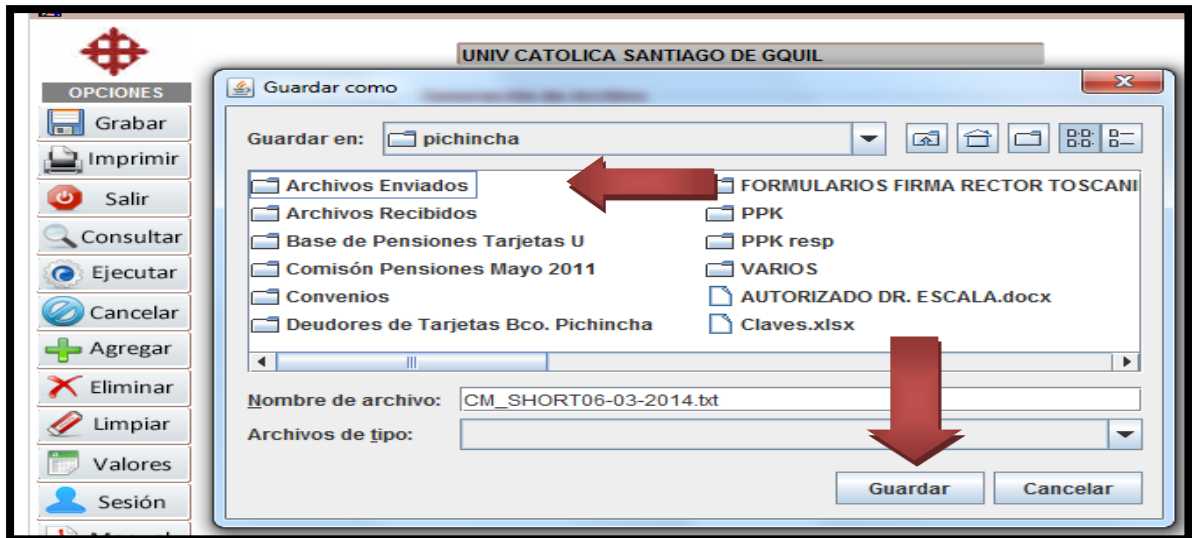 UNIV CATOLICA SANTIAGO DE GQUIL
OPCIONES
Grabar
Imprimir
Salir
Consultar
Ejecutar
Cancelar
Agregar
Eliminar
Limpiar
Valores
Sesión
Guardar como
Guardar en: pichincha
Archivos Enviados
Archivos Recibidos
Base de Pensiones Tarjetas U
Comisón Pensiones Mayo 2011
Convenios
Deudores de Tarjetas Bco. Pichincha
FORMULARIOS FIRMA RECTOR TOSCANI
PPK
PPK resp
VARIOS
AUTORIZADO DR. ESCALA.docx
Claves.xlsx
Nombre de archivo: CM_SHORT06-03-2014.txt
Archivos de tipo:
Guardar Cancelar